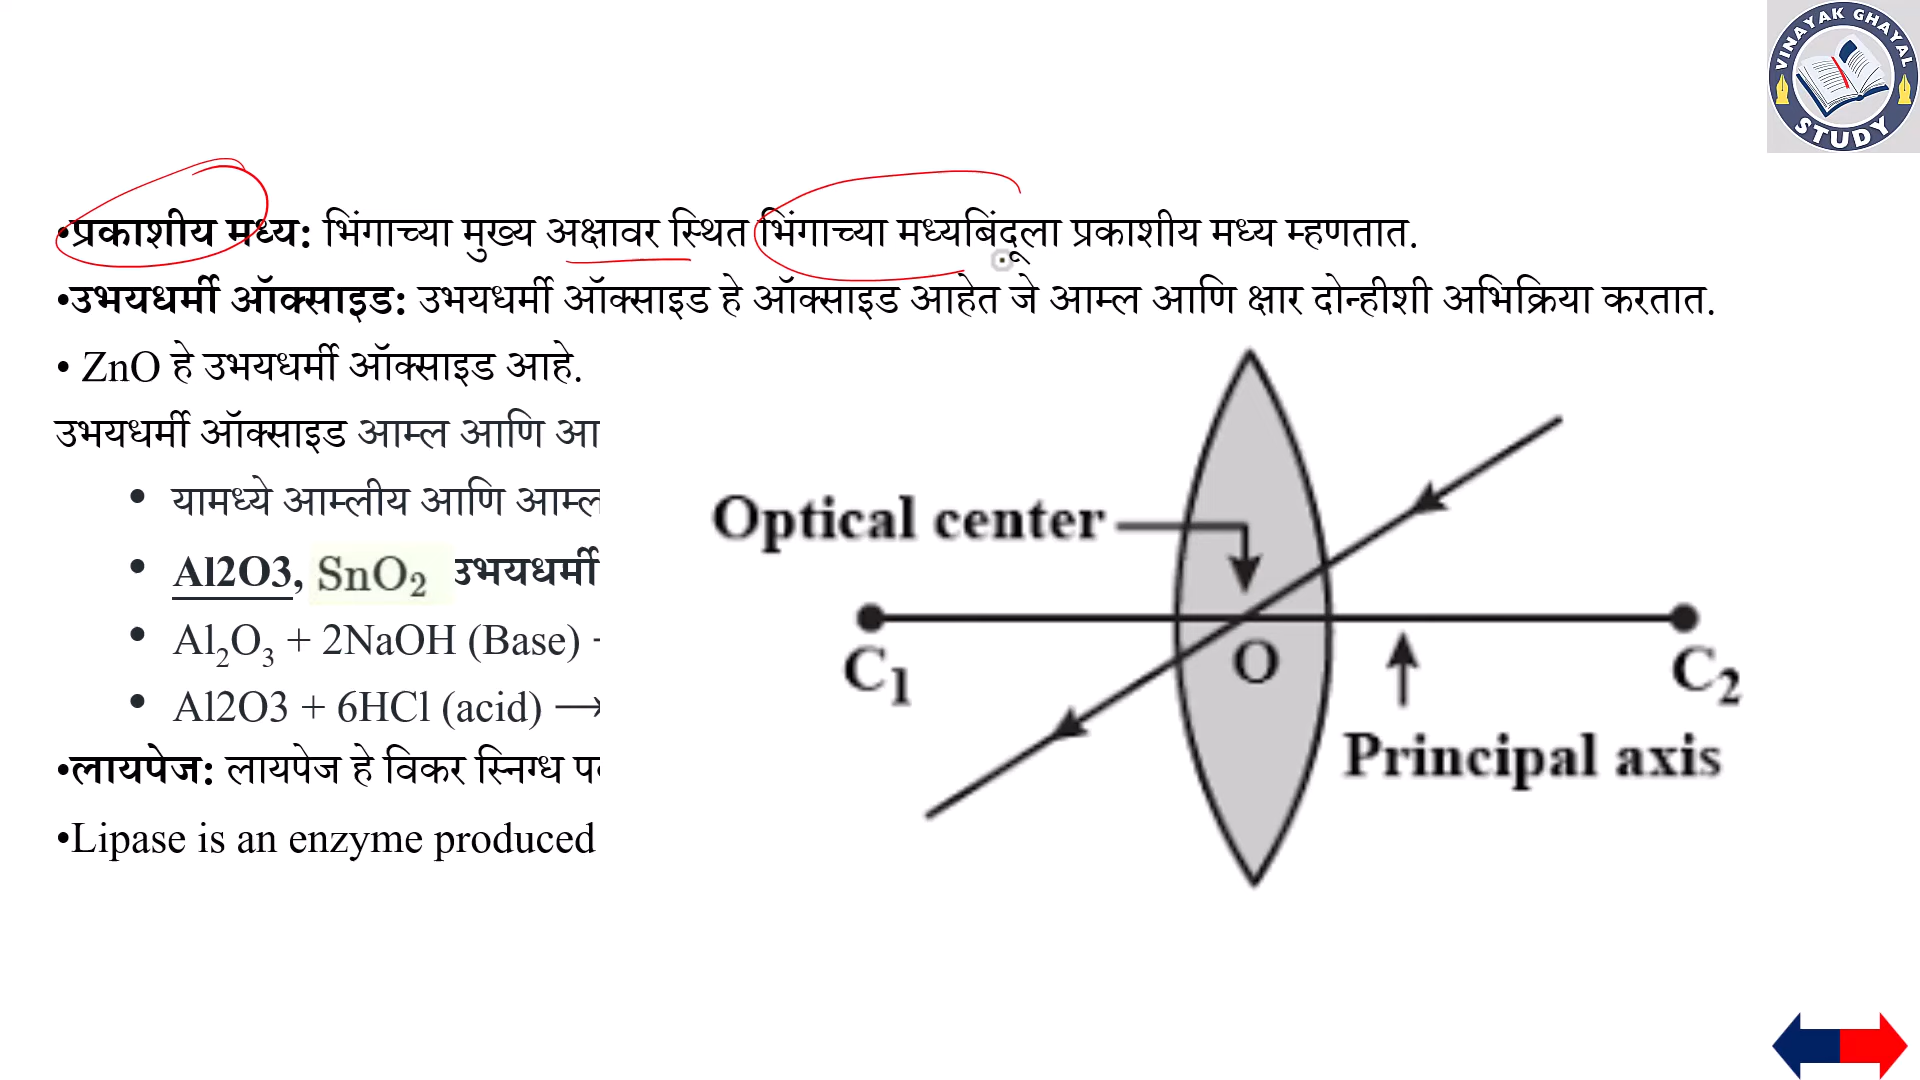 VINAYAK GHAYAL
STUDY
•प्रकाशीय मध्य: भिंगाच्या मुख्य अक्षावर स्थित भिंगाच्या मध्यबिंदूला प्रकाशीय मध्य म्हणतात.
•उभयधर्मी ऑक्साइड: उभयधर्मी ऑक्साइड हे ऑक्साइड आहेत जे आम्ल आणि क्षार दोन्हीशी अभिक्रिया करतात.
• ZnO हे उभयधर्मी ऑक्साइड आहे.
उभयधर्मी ऑक्साइड आम्ल आणि आ
• यामध्ये आम्लीय आणि आम्ल
• Al2O3, SnO₂ उभयधर्मी
• Al₂O₃ + 2NaOH (Base) -
• Al2O3 + 6HCl (acid) →
•लायपेज: लायपेज हे विकर स्निग्ध
•Lipase is an enzyme produced
Optical center
O
C₁
C₂
Principal axis